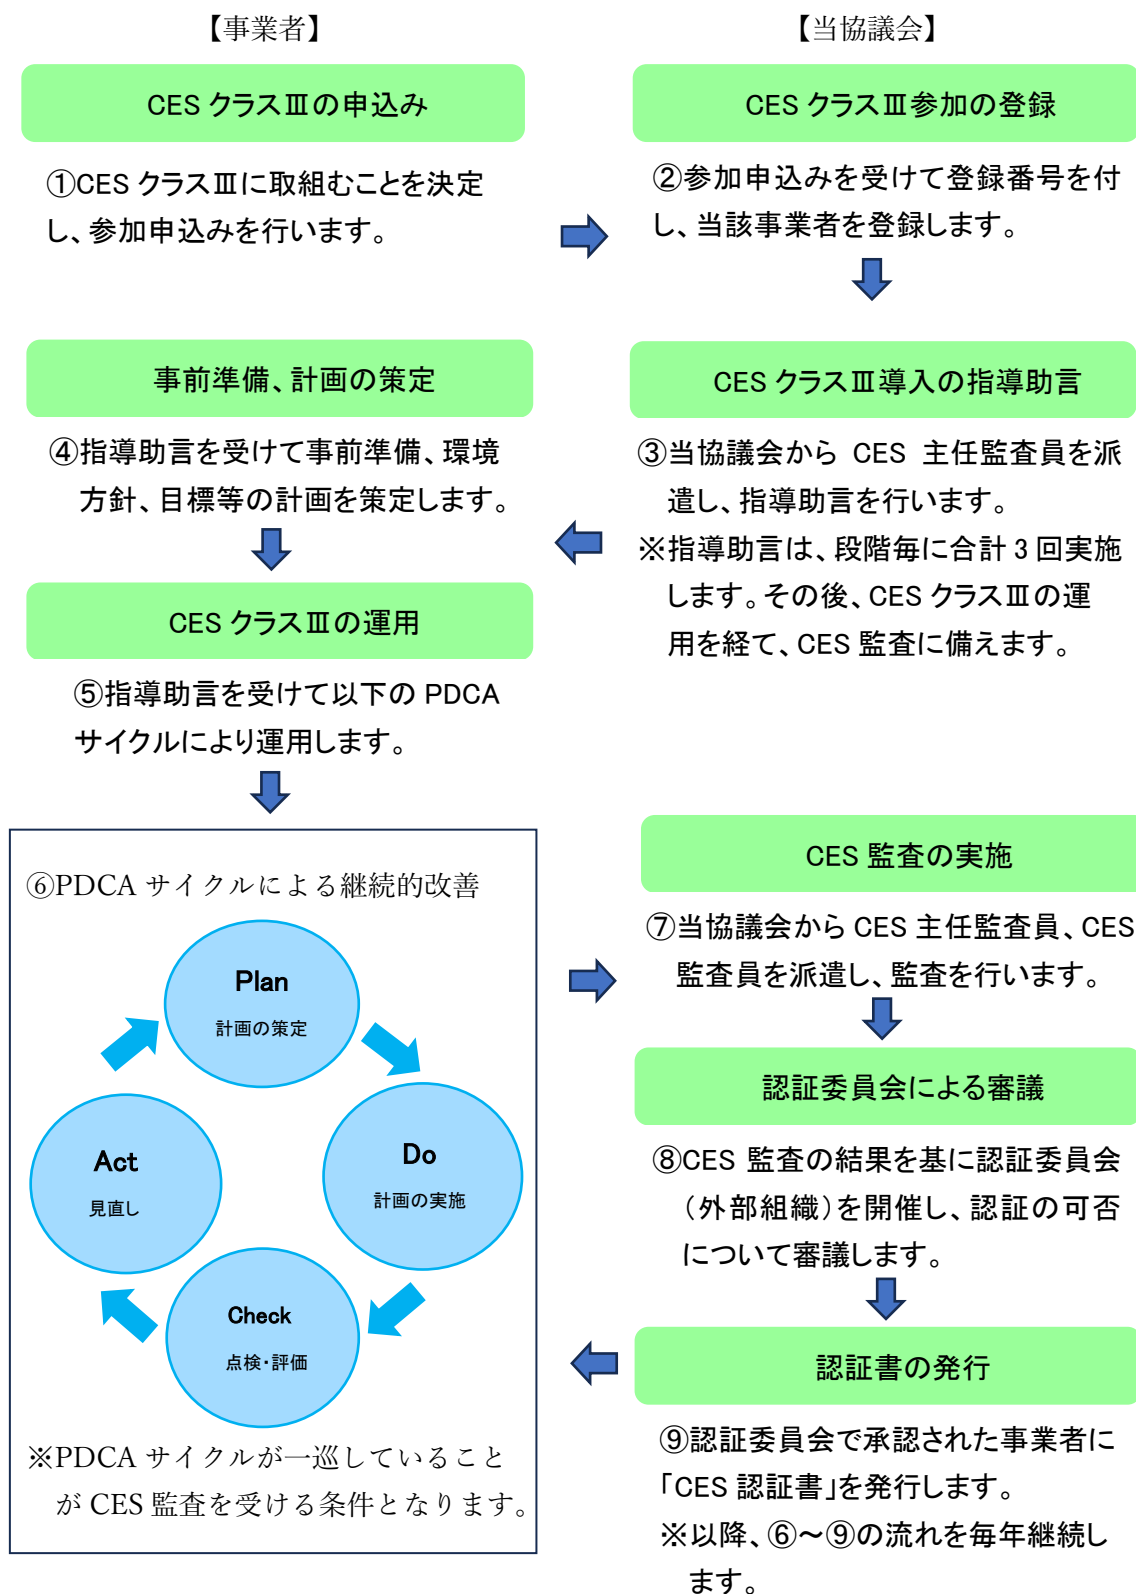 【事業者】
【当協議会】
CES クラスⅢの申込み
CES クラスⅢ参加の登録
①CES クラスⅢに取組むことを決定
し、参加申込みを行います。
②参加申込みを受けて登録番号を付
し、当該事業者を登録します。
事前準備、計画の策定
CES クラスⅢ導入の指導助言
④指導助言を受けて事前準備、環境
方針、目標等の計画を策定します。
③当協議会から CES 主任監査員を派
遣し、指導助言を行います。
※指導助言は、段階毎に合計 3 回実施
します。その後、CES クラスⅢの運
用を経て、CES 監査に備えます。
CES クラスⅢの運用
⑤指導助言を受けて以下の PDCA
サイクルにより運用します。
⑥PDCA サイクルによる継続的改善
Plan
計画の策定
Do
計画の実施
Act
見直し
Check
点検・評価
※PDCA サイクルが一巡していること
が CES 監査を受ける条件となります。
CES 監査の実施
⑦当協議会から CES 主任監査員、CES
監査員を派遣し、監査を行います。
認証委員会による審議
⑧CES 監査の結果を基に認証委員会
（外部組織）を開催し、認証の可否
について審議します。
認証書の発行
⑨認証委員会で承認された事業者に
「CES 認証書」を発行します。
※以降、⑥～⑨の流れを毎年継続し
ます。